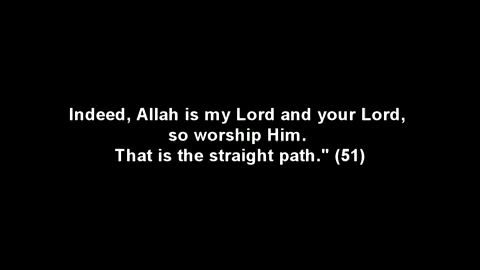 Indeed, Allah is my Lord and your Lord,
so worship Him.
That is the straight path." (51)